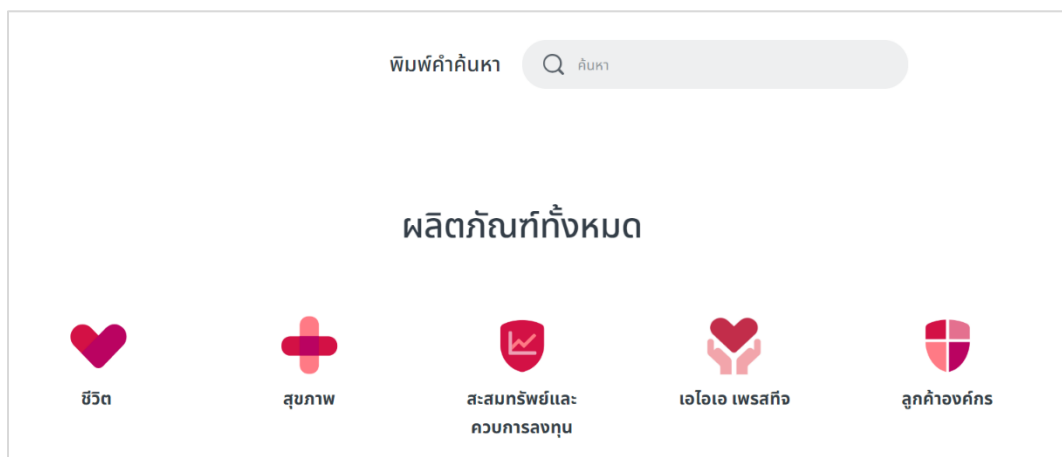 พิมพ์คำค้นหา ค้นหา
ผลิตภัณฑ์ทั้งหมด
ชีวิต สุขภาพ สะสมทรัพย์และ เอไอเอ เพรสทีจ ลูกค้าองค์กร
ควบการลงทุน